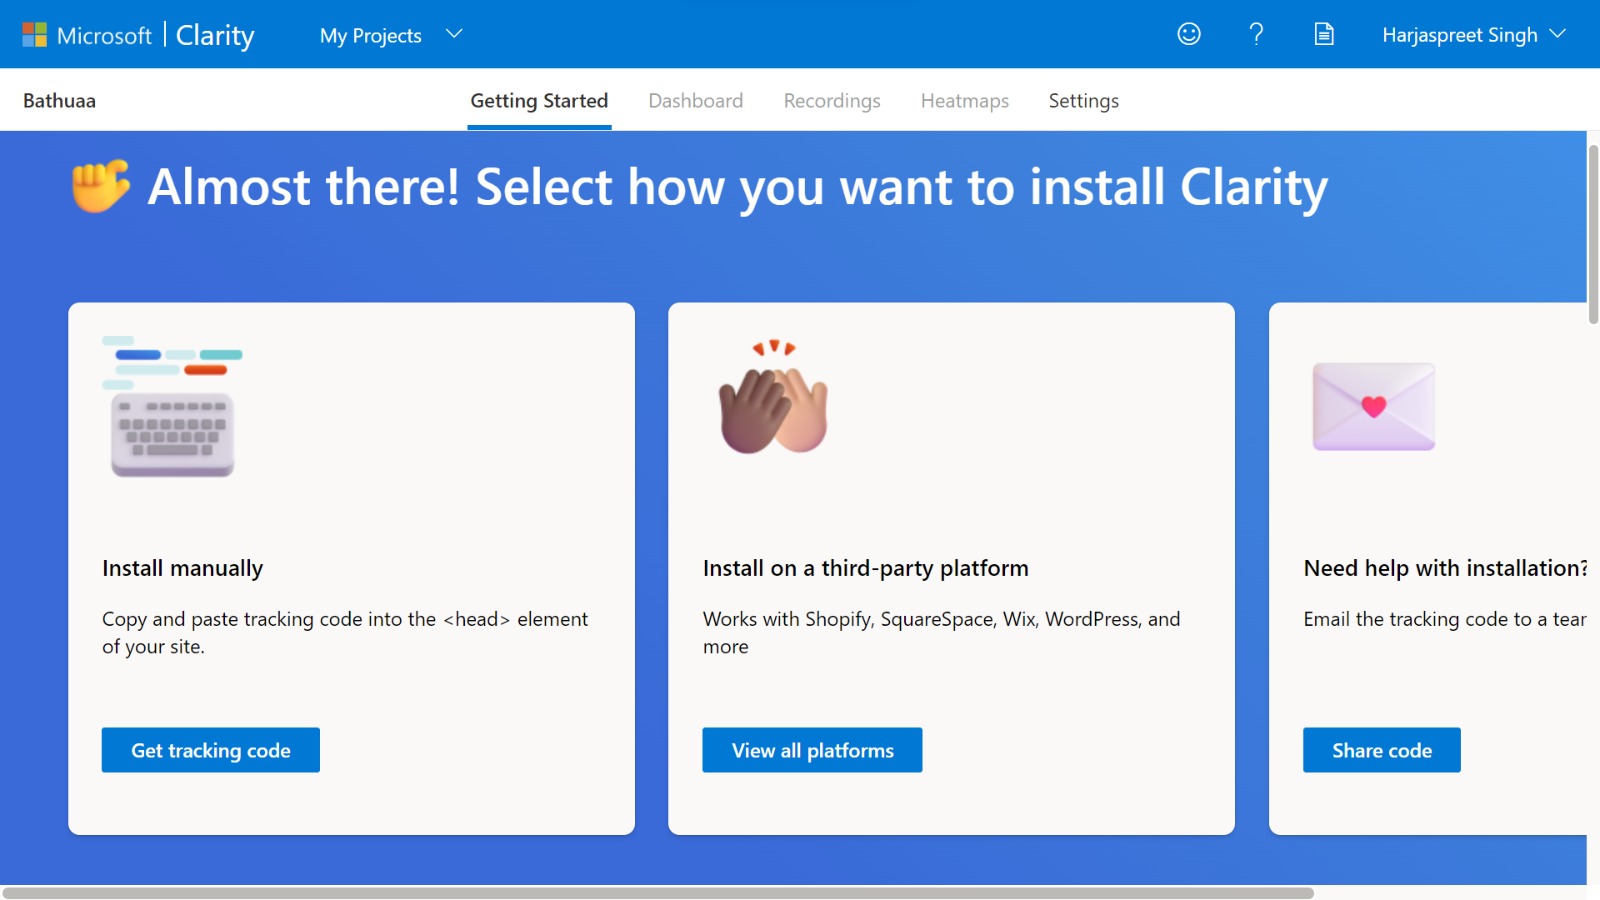 Microsoft | Clarity My Projects Harjaspreet Singh
Bathuaa Getting Started Dashboard Recordings Heatmaps Settings
Almost there! Select how you want to install Clarity
Install manually
Copy and paste tracking code into the <head> element
of your site.
Get tracking code
Install on a third-party platform
Works with Shopify, SquareSpace, Wix, WordPress, and
more
View all platforms
Need help with installation?
Email the tracking code to a
Share code